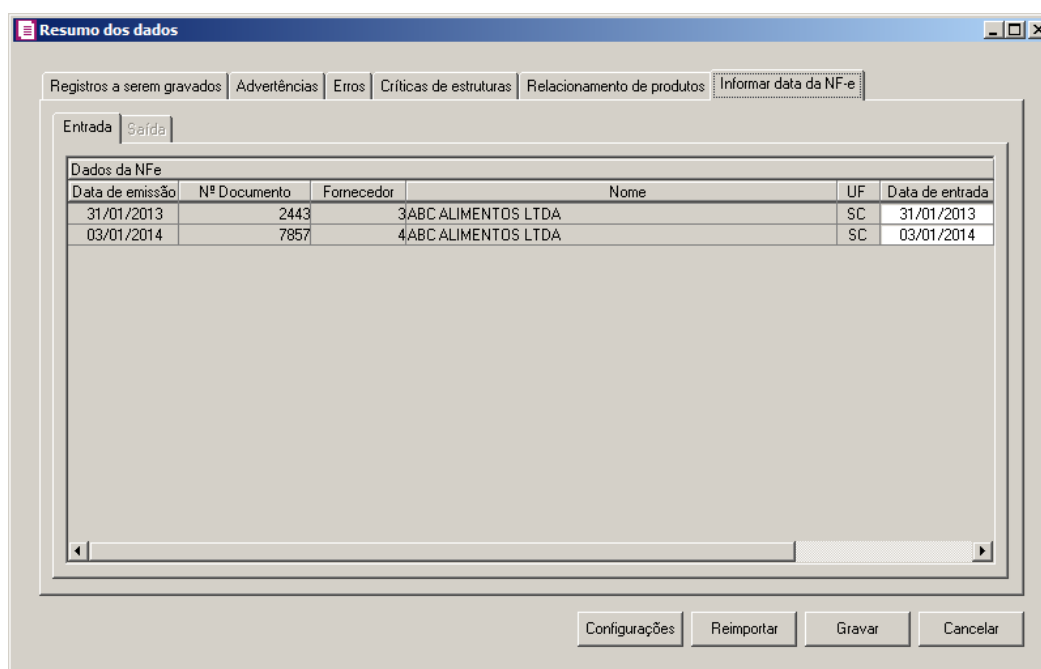 Resumo dos dados
Registros a serem gravados Advertências Erros Críticas de estruturas Relacionamento de produtos Informar data da NF-e
Entrada Saída
Dados da NFe
Data de emissão Nº Documento Fornecedor Nome UF Data de entrada
31/01/2013 2443 3 ABC ALIMENTOS LTDA SC 31/01/2013
03/01/2014 7857 4 ABC ALIMENTOS LTDA SC 03/01/2014
Configurações Reimportar Gravar Cancelar